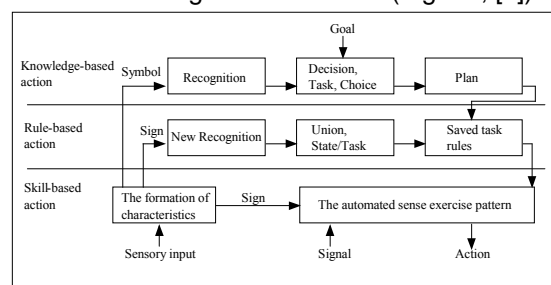 Goal
Knowledge-based
action
Symbol
Recognition
Decision,
Task, Choice
Plan
Rule-based
action
Sign
New Recognition
Union,
State/Task
Saved task
rules
Skill-based
action
The formation of
characteristics
Sign
The automated sense exercise pattern
Sensory input
Signal
Action